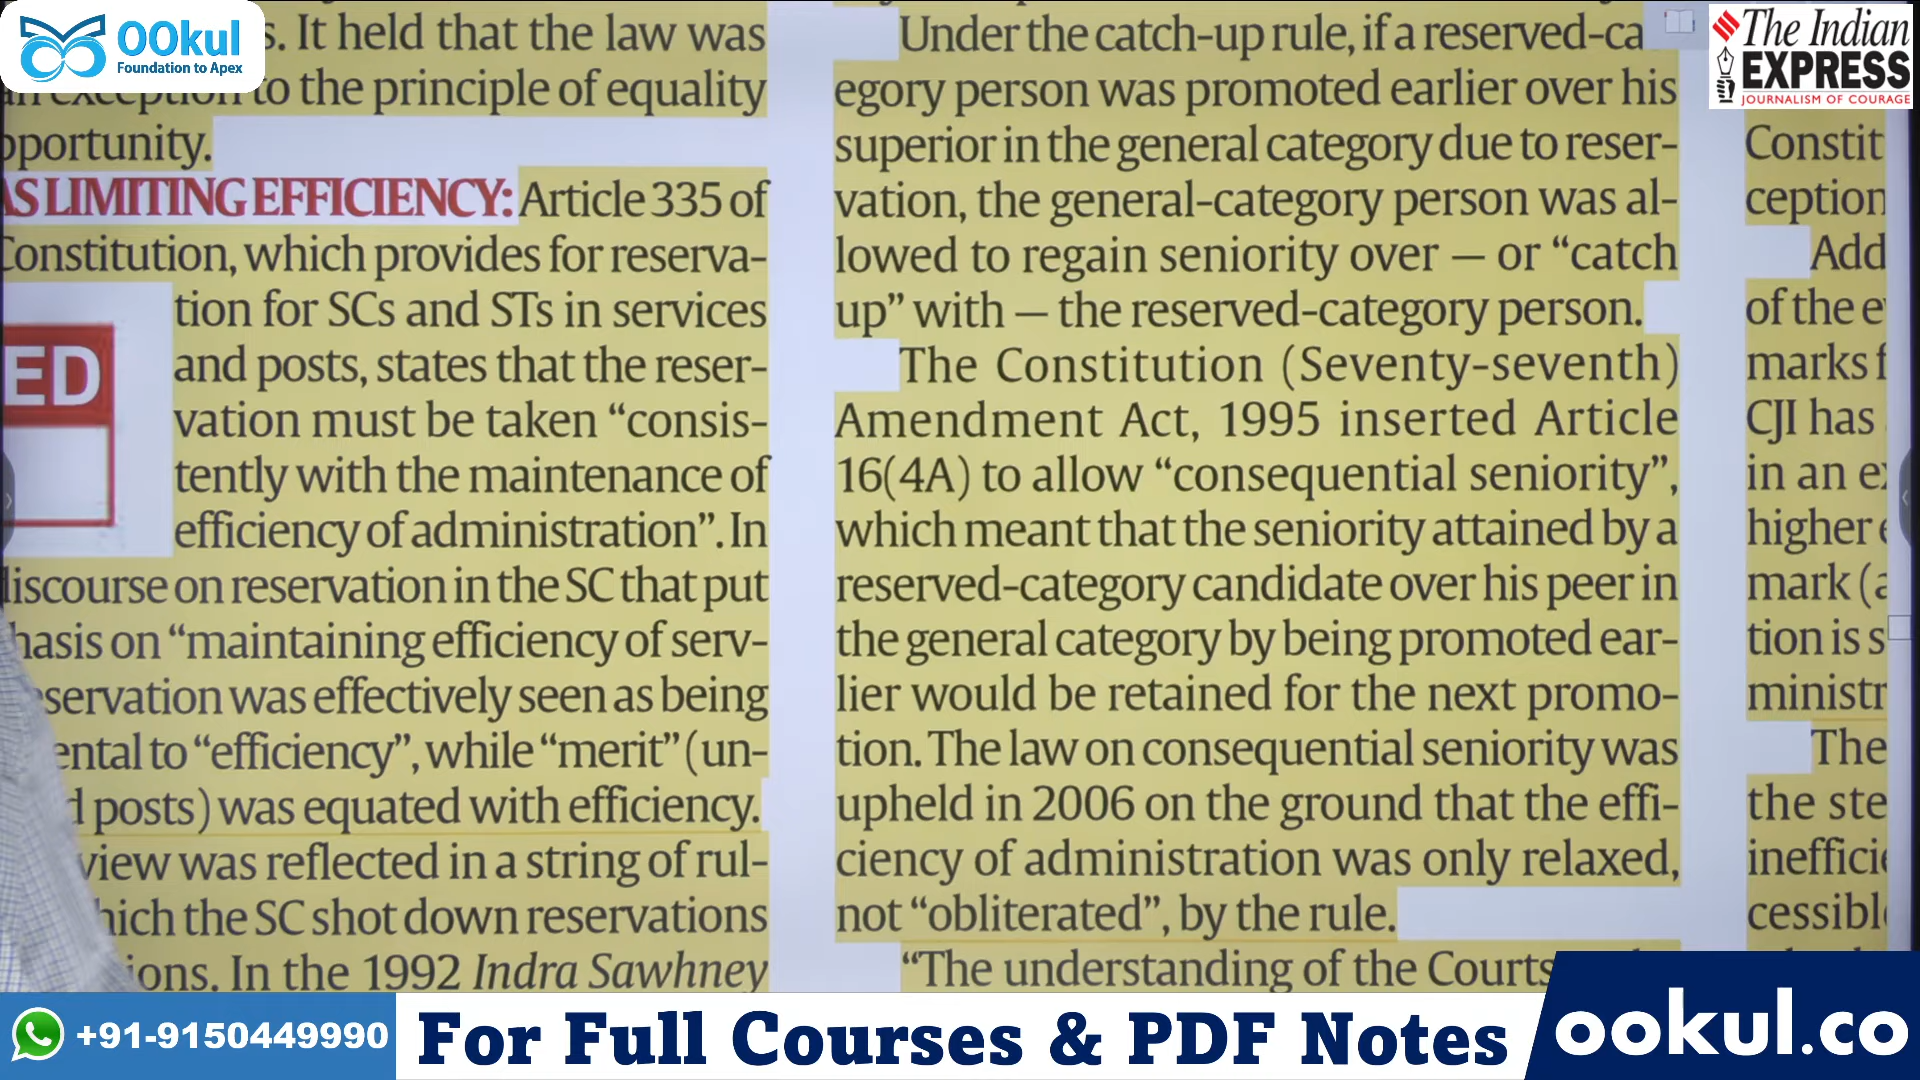 OOkul
Foundation to Apex
s. It held that the law was
to the principle of equality
opportunity.
AS LIMITING EFFICIENCY: Article 335 of
Constitution, which provides for reserva-
tion for SCs and STs in services
and posts, states that the reser-
vation must be taken “consis-
tently with the maintenance of
efficiency of administration”. In
discourse on reservation in the SC that put
hasis on “maintaining efficiency of serv-
servation was effectively seen as being
ental to “efficiency”, while “merit” (un-
d posts) was equated with efficiency.
view was reflected in a string of rul-
hich the SC shot down reservations
ions. In the 1992 Indra Sawhney
ED
Under the catch-up rule, if a reserved-ca
egory person was promoted earlier over his
superior in the general category due to reser-
vation, the general-category person was al-
lowed to regain seniority over — or “catch
up” with — the reserved-category person.
The Constitution (Seventy-seventh)
Amendment Act, 1995 inserted Article
16(4A) to allow “consequential seniority”,
which meant that the seniority attained by a
reserved-category candidate over his peer in
the general category by being promoted ear-
lier would be retained for the next promo-
tion. The law on consequential seniority was
upheld in 2006 on the ground that the effi-
ciency of administration was only relaxed,
not “obliterated”, by the rule.
“The understanding of the Courts
The Indian
EXPRESS
JOURNALISM OF COURAGE
Constit
ception
Add
of the e
marks f
CJI has
in an ex
higher e
mark (a
tion is s
ministr
The
the ste
ineffici
cessibl
+91-9150449990
For Full Courses & PDF Notes
ookul.co